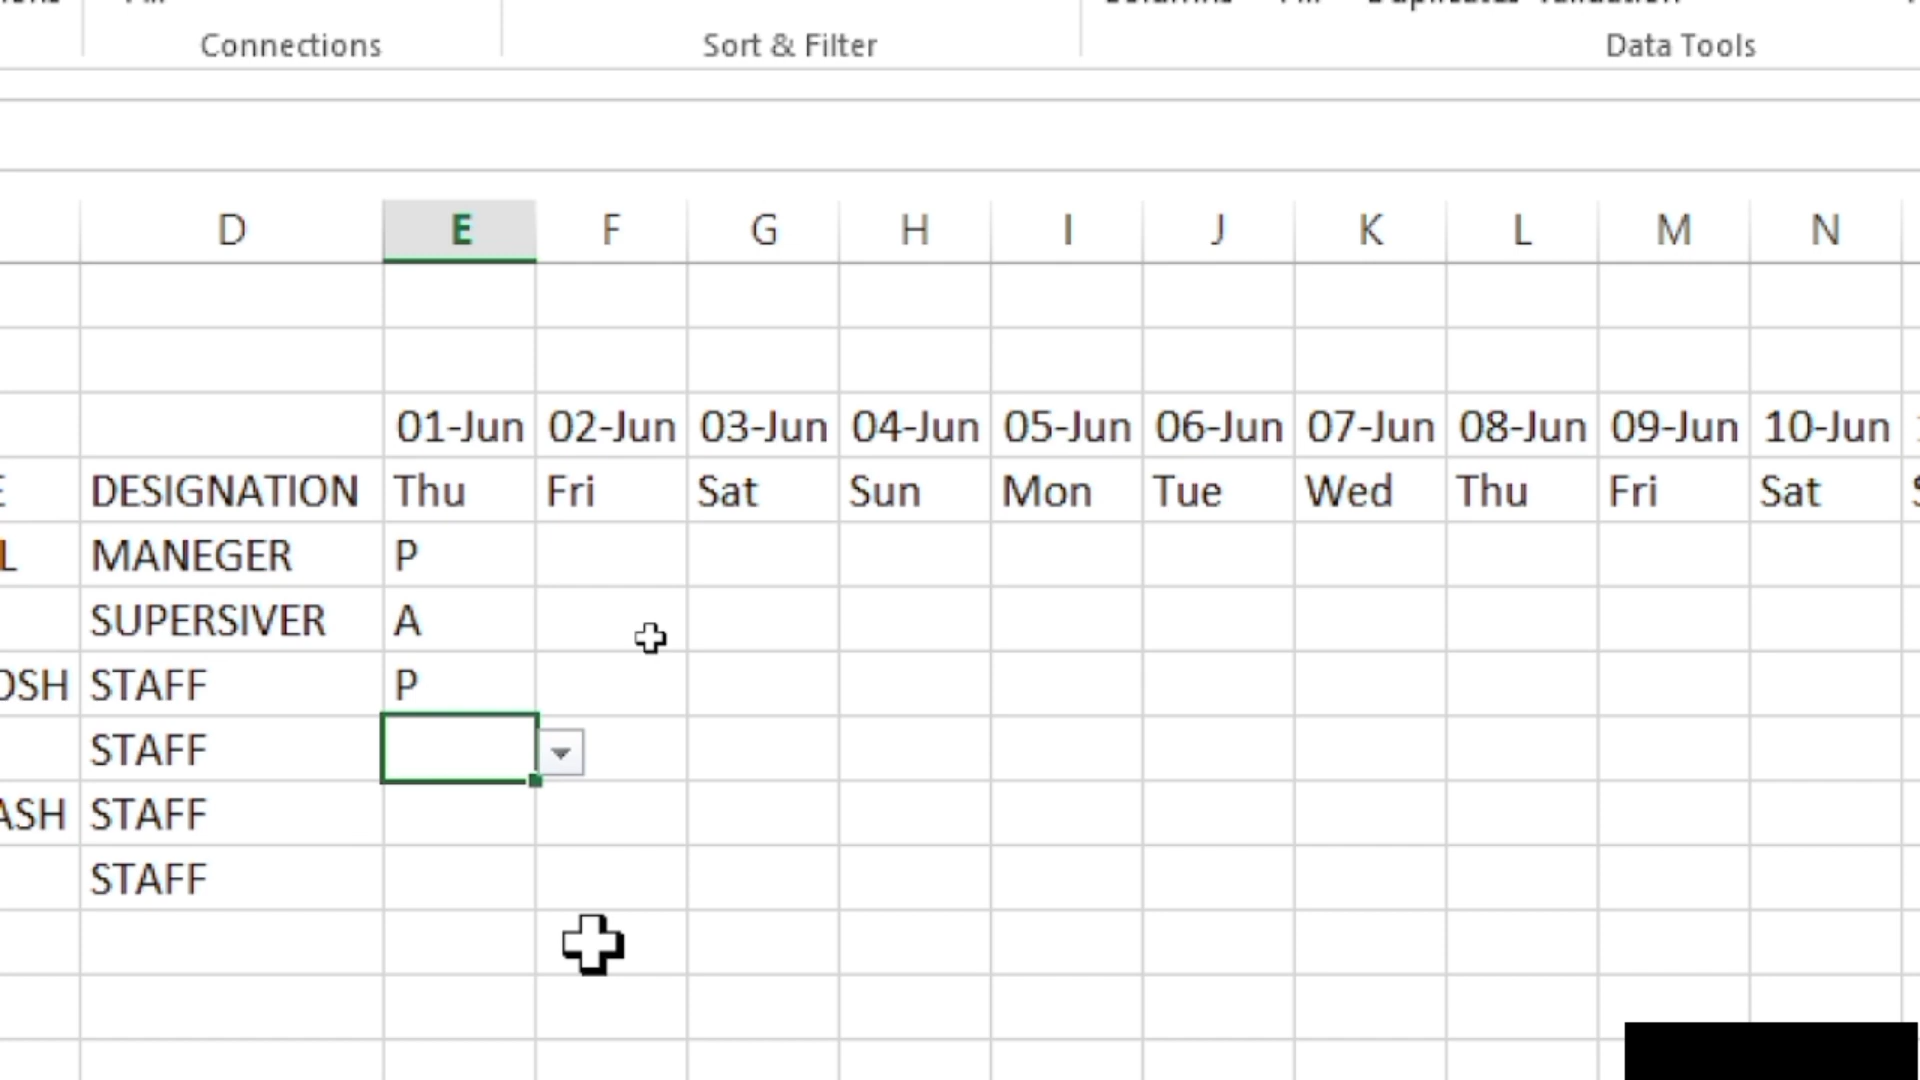 Connections Sort & Filter Data Tools
D E F G H I J K L M N
01-Jun 02-Jun 03-Jun 04-Jun 05-Jun 06-Jun 07-Jun 08-Jun 09-Jun 10-Jun
DESIGNATION Thu Fri Sat Sun Mon Tue Wed Thu Fri Sat
L MANEGER P
SUPERSIVER A
OSH STAFF P
STAFF
ASH STAFF
STAFF